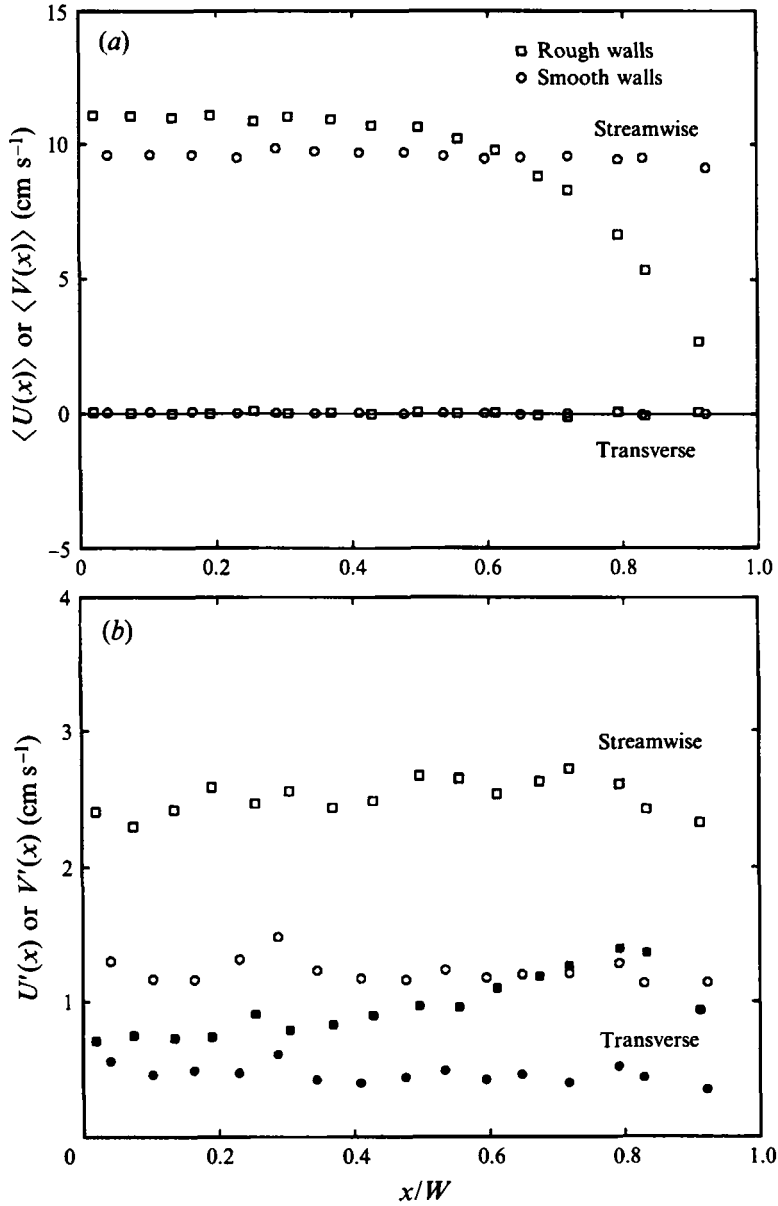 (a)
15
10
5
0
−5
⟨U(x)⟩ or ⟨V(x)⟩ (cm s⁻¹)
Rough walls
Smooth walls
Streamwise
Transverse
0 0.2 0.4 0.6 0.8 1.0
(b)
4
3
2
1
0
U′(x) or V′(x) (cm s⁻¹)
Streamwise
Transverse
0 0.2 0.4 0.6 0.8 1.0
x/W